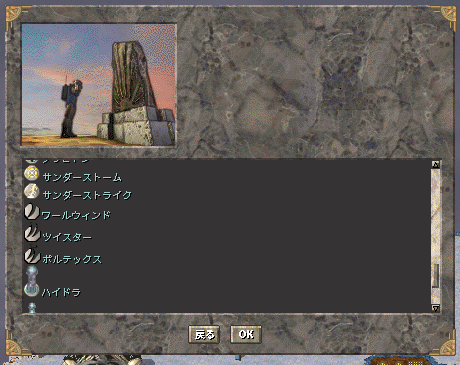 サンダーストーム
サンダーストライク
ワールウィンド
ツイスター
ボルテックス
ハイドラ
戻る
OK